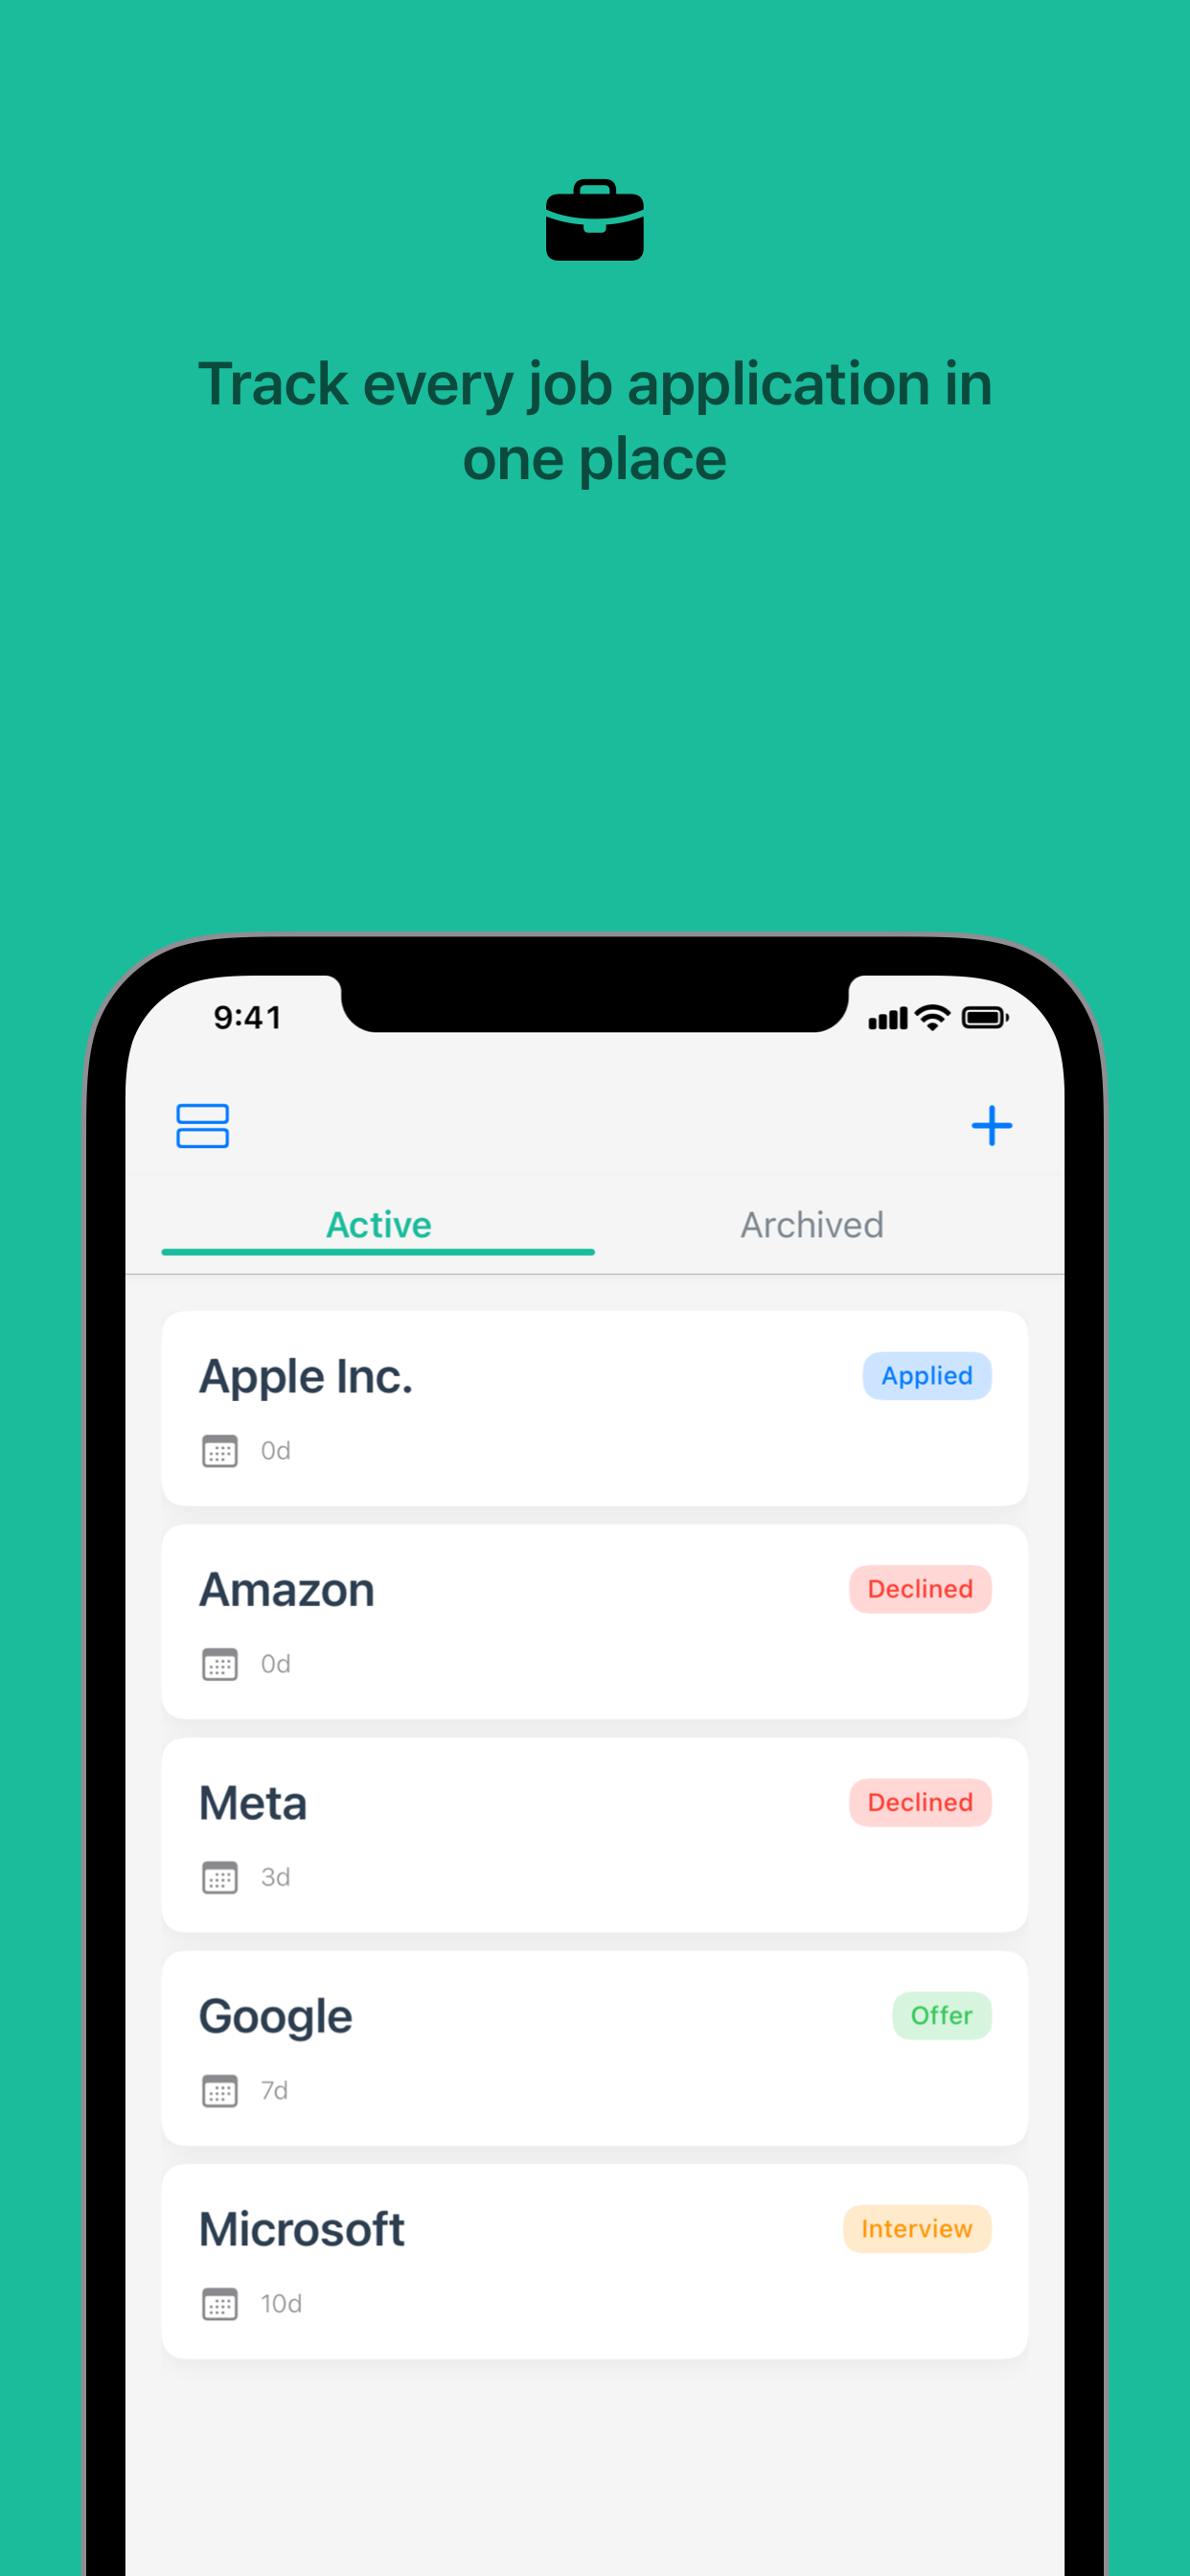 Track every job application in
one place
9:41
Active Archived
Apple Inc. Applied
0d
Amazon Declined
0d
Meta Declined
3d
Google Offer
7d
Microsoft Interview
10d